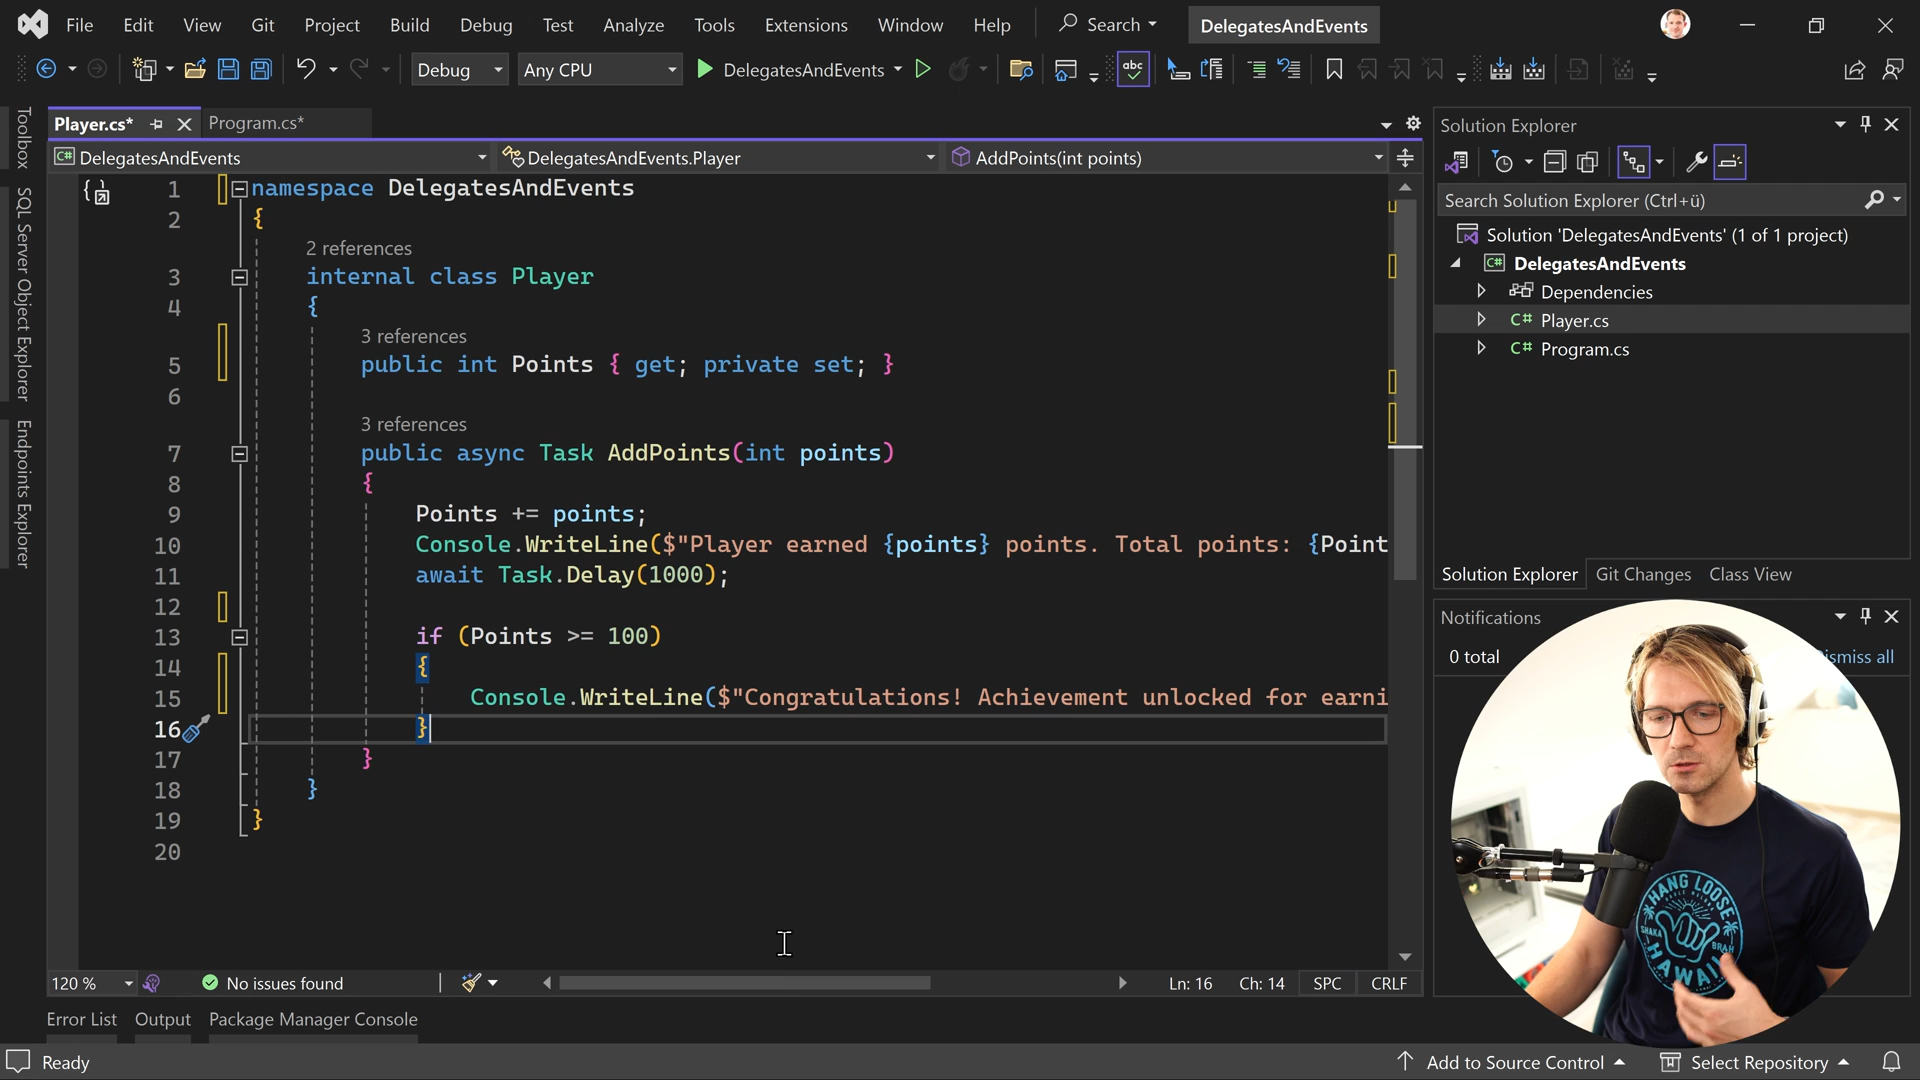 File Edit View Git Project Build Debug Test Analyze Tools Extensions Window Help Search DelegatesAndEvents
Debug Any CPU DelegatesAndEvents abc
Toolbox
SQL Server Object Explorer
Endpoints Explorer
Player.cs* Program.cs*
C# DelegatesAndEvents DelegatesAndEvents.Player AddPoints(int points)
1 namespace DelegatesAndEvents
2 {
2 references
3 internal class Player
4 {
3 references
5 public int Points { get; private set; }
6
3 references
7 public async Task AddPoints(int points)
8 {
9 Points += points;
10 Console.WriteLine($"Player earned {points} points. Total points: {Point
11 await Task.Delay(1000);
12
13 if (Points >= 100)
14 {
15 Console.WriteLine($"Congratulations! Achievement unlocked for earni
16 }
17 }
18 }
19 }
20
120 % No issues found Ln: 16 Ch: 14 SPC CRLF
Error List Output Package Manager Console
Ready Add to Source Control Select Repository
Solution Explorer
Search Solution Explorer (Ctrl+ü)
Solution 'DelegatesAndEvents' (1 of 1 project)
C# DelegatesAndEvents
Dependencies
C# Player.cs
C# Program.cs
Solution Explorer Git Changes Class View
Notifications
0 total ismiss all
HANG LOOSE
SHAKA BRAH
HAWAII